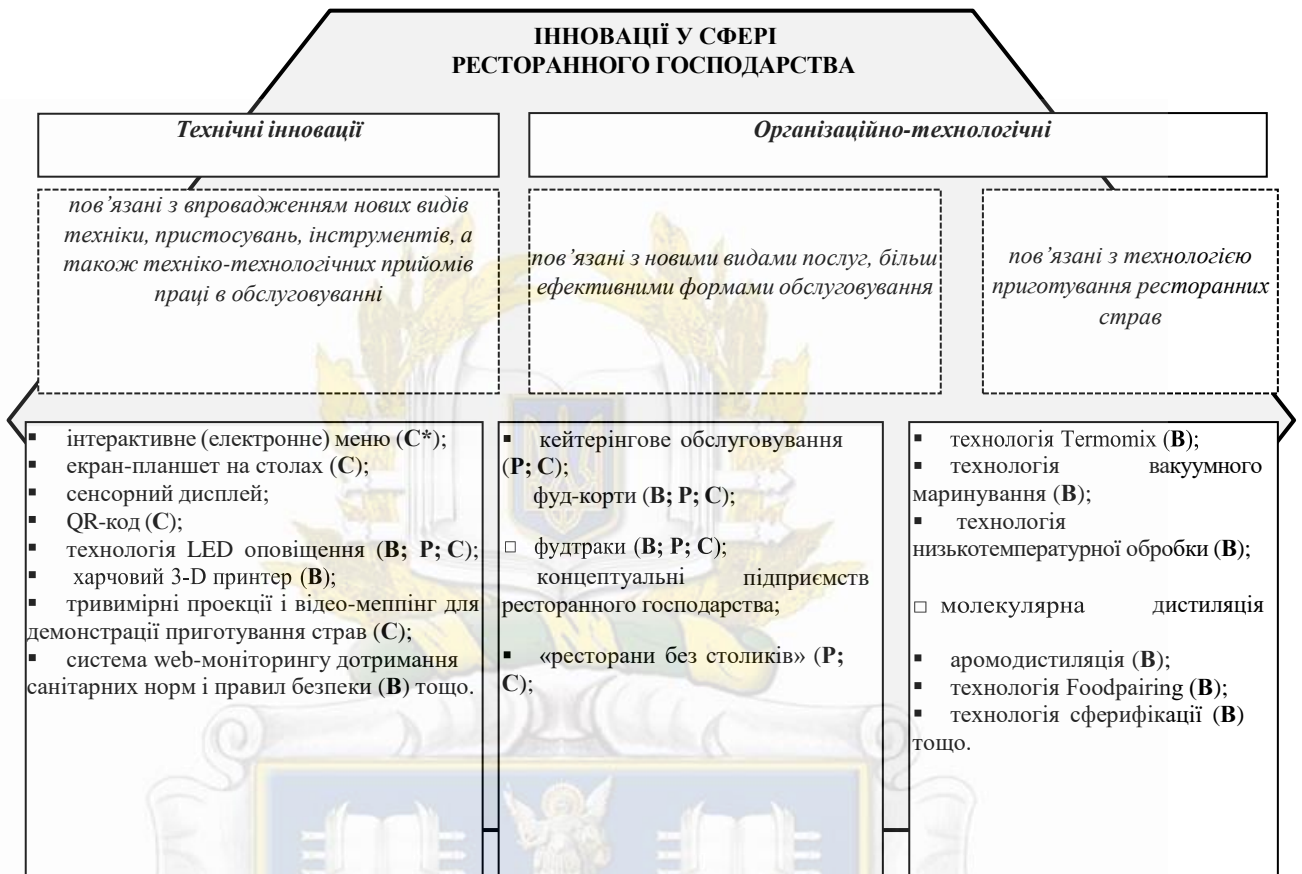 ІННОВАЦІЇ У СФЕРІ
РЕСТОРАННОГО ГОСПОДАРСТВА
Технічні інновації
Організаційно-технологічні
пов’язані з впровадженням нових видів
техніки, пристосувань, інструментів, а
також техніко-технологічних прийомів
праці в обслуговуванні
пов’язані з новими видами послуг, більш
ефективними формами обслуговування
пов’язані з технологією
приготування ресторанних
страв
▪ інтерактивне (електронне) меню (С*);
▪ екран-планшет на столах (С);
▪ сенсорний дисплей;
▪ QR-код (С);
▪ технологія LED оповіщення (В; Р; С);
▪ харчовий 3-D принтер (В);
▪ тривимірні проекції і відео-меппінг для
демонстрації приготування страв (С);
▪ система web-моніторингу дотримання
санітарних норм і правил безпеки (В) тощо.
▪ кейтерінгове обслуговування
(Р; С);
фуд-корти (В; Р; С);
□ фудтраки (В; Р; С);
концептуальні підприємств
ресторанного господарства;
▪ «ресторани без столиків» (Р;
С);
▪ технологія Termomix (В);
▪ технологія вакуумного
маринування (В);
▪ технологія
низькотемпературної обробки (В);
□ молекулярна дистиляція
▪ аромодистиляція (В);
▪ технологія Foodpairing (В);
▪ технологія сферифікації (В)
тощо.